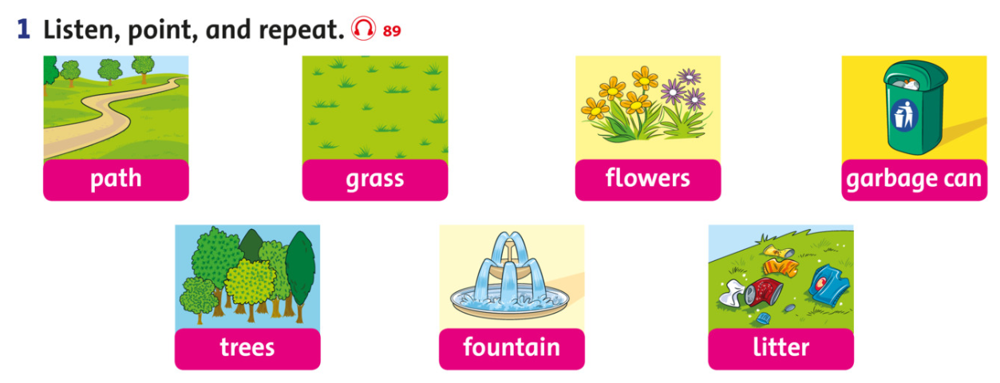 1 Listen, point, and repeat. 89
path
grass
flowers
garbage can
trees
fountain
litter